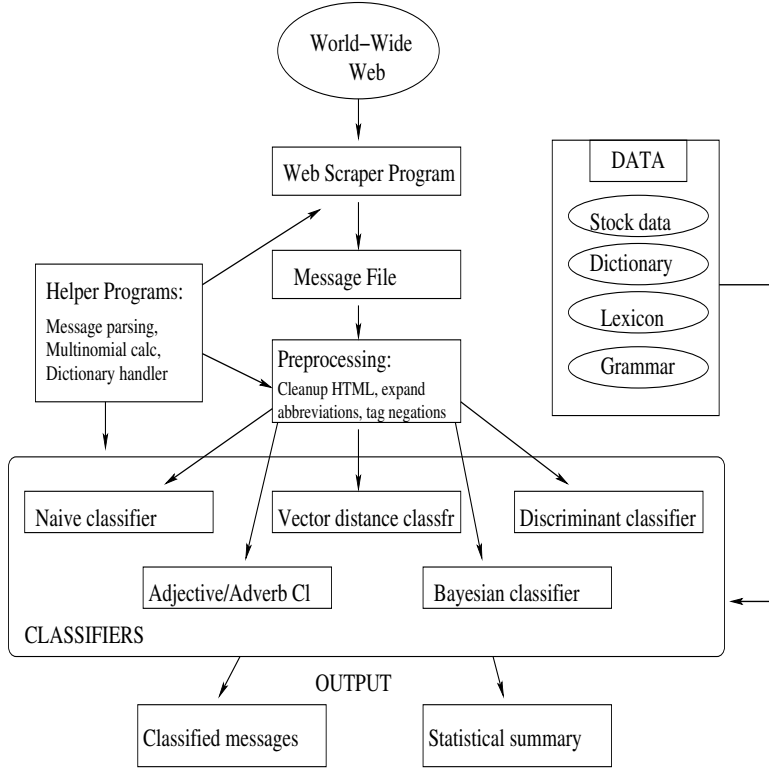 World-Wide
Web
Web Scraper Program
DATA
Stock data
Dictionary
Lexicon
Grammar
Message File
Helper Programs:
Message parsing,
Multinomial calc,
Dictionary handler
Preprocessing:
Cleanup HTML, expand
abbreviations, tag negations
Naive classifier
Vector distance classfr
Discriminant classifier
Adjective/Adverb Cl
Bayesian classifier
CLASSIFIERS
OUTPUT
Classified messages
Statistical summary